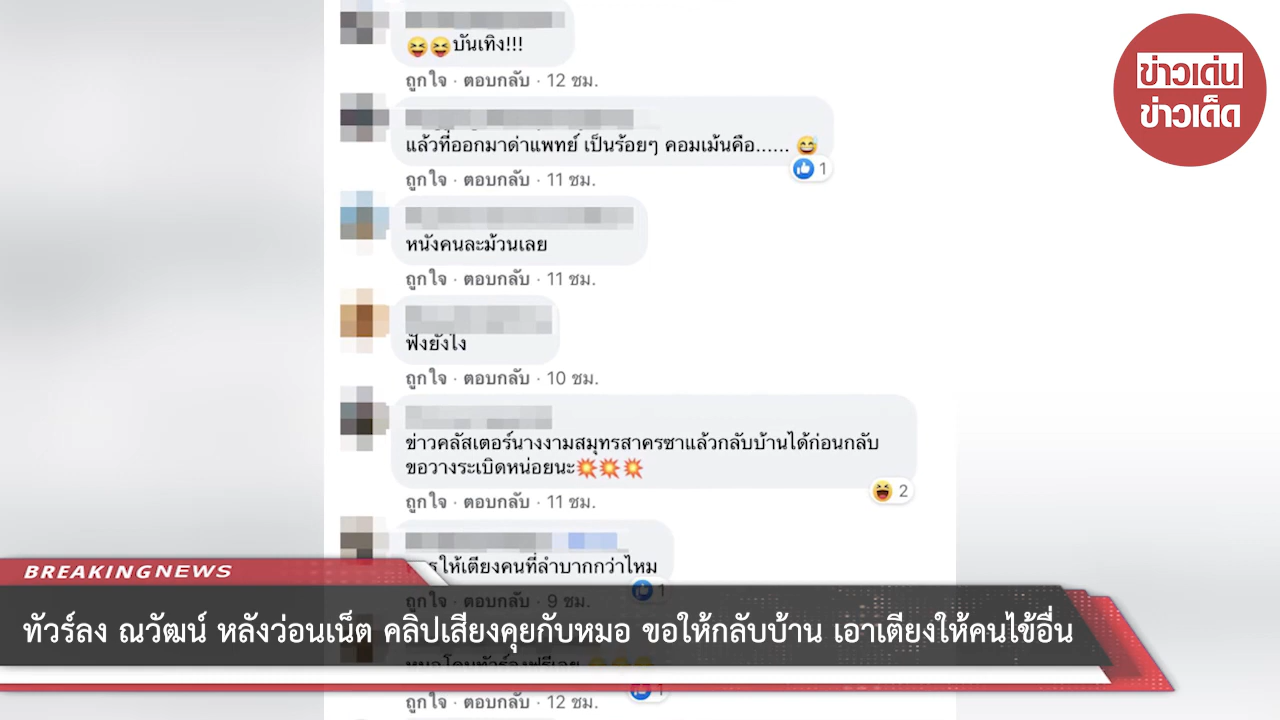 ข่าวเด่น
ข่าวเด็ด
😝😝บันเทิง!!!
ถูกใจ · ตอบกลับ · 12 ชม.
แล้วที่ออกมาด่าแพทย์ เป็นร้อยๆ คอมเม้นคือ...... 😅
1
ถูกใจ · ตอบกลับ · 11 ชม.
หนังคนละม้วนเลย
ถูกใจ · ตอบกลับ · 11 ชม.
ฟังยังไง
ถูกใจ · ตอบกลับ · 10 ชม.
ข่าวคลัสเตอร์นางงามสมุทรสาครซาแล้วกลับบ้านได้ก่อนกลับ
ขอวางระเบิดหน่อยนะ💥💥💥
2
ถูกใจ · ตอบกลับ · 11 ชม.
ให้เตียงคนที่ลำบากกว่าไหม
1
ถูกใจ · ตอบกลับ · 9 ชม.
BREAKING NEWS
ทัวร์ลง ณวัฒน์ หลังว่อนเน็ต คลิปเสียงคุยกับหมอ ขอให้กลับบ้าน เอาเตียงให้คนไข้อื่น
1
ถูกใจ · ตอบกลับ · 12 ชม.